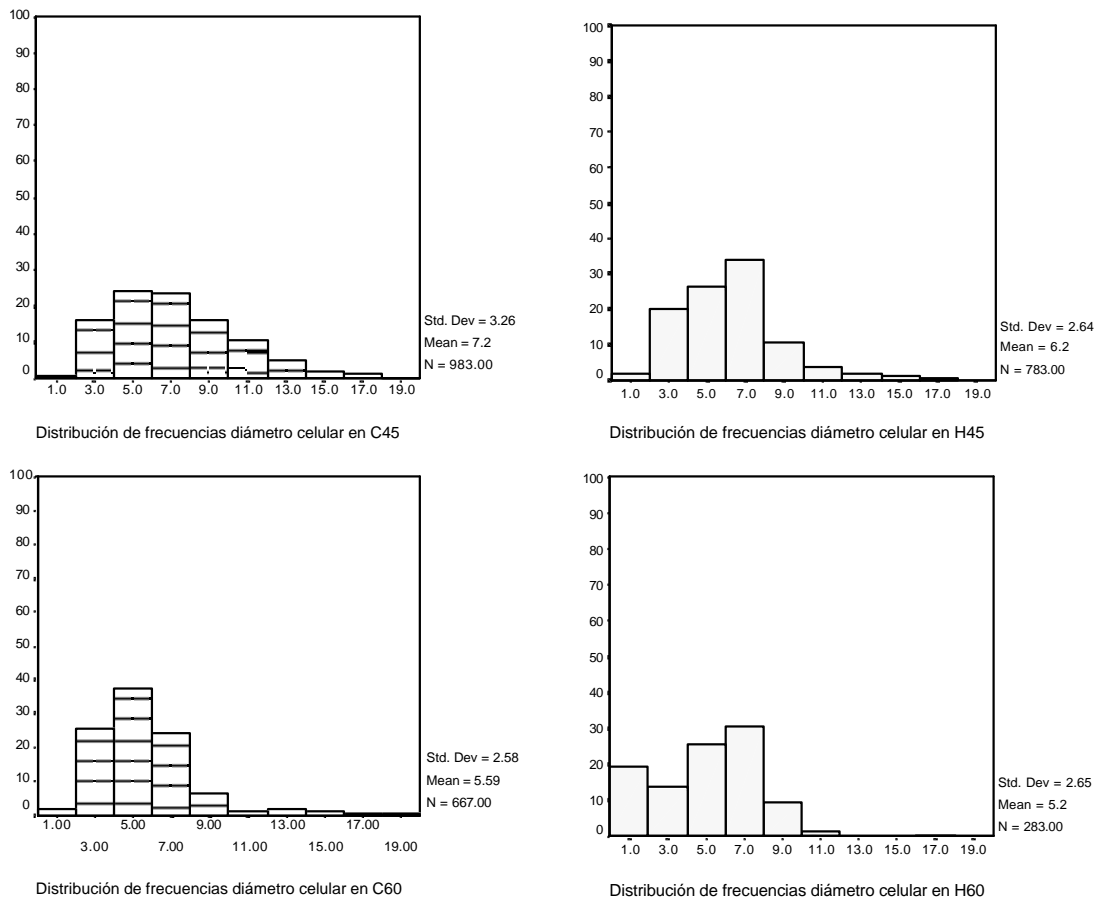 100
90
80
70
60
50
40
30
20
10
0
1.0 3.0 5.0 7.0 9.0 11.0 13.0 15.0 17.0 19.0
Std. Dev = 3.26
Mean = 7.2
N = 983.00
Distribución de frecuencias diámetro celular en C45
100
90
80
70
60
50
40
30
20
10
0
1.0 3.0 5.0 7.0 9.0 11.0 13.0 15.0 17.0 19.0
Std. Dev = 2.64
Mean = 6.2
N = 783.00
Distribución de frecuencias diámetro celular en H45
100
90
80
70
60
50
40
30
20
10
0
1.00 5.00 9.00 13.00 17.00
3.00 7.00 11.00 15.00 19.00
Std. Dev = 2.58
Mean = 5.59
N = 667.00
Distribución de frecuencias diámetro celular en C60
100
90
80
70
60
50
40
30
20
10
0
1.0 3.0 5.0 7.0 9.0 11.0 13.0 15.0 17.0 19.0
Std. Dev = 2.65
Mean = 5.2
N = 283.00
Distribución de frecuencias diámetro celular en H60